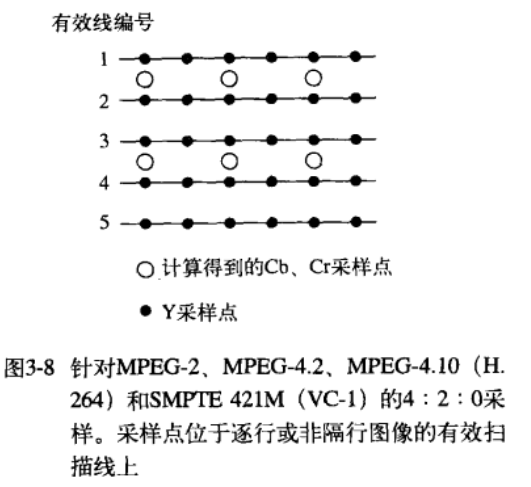 有效线编号
1
2
3
4
5
计算得到的Cb、Cr采样点
Y采样点
图3-8 针对MPEG-2、MPEG-4.2、MPEG-4.10（H.
264）和SMPTE 421M（VC-1）的4：2：0采
样。采样点位于逐行或非隔行图像的有效扫
描线上